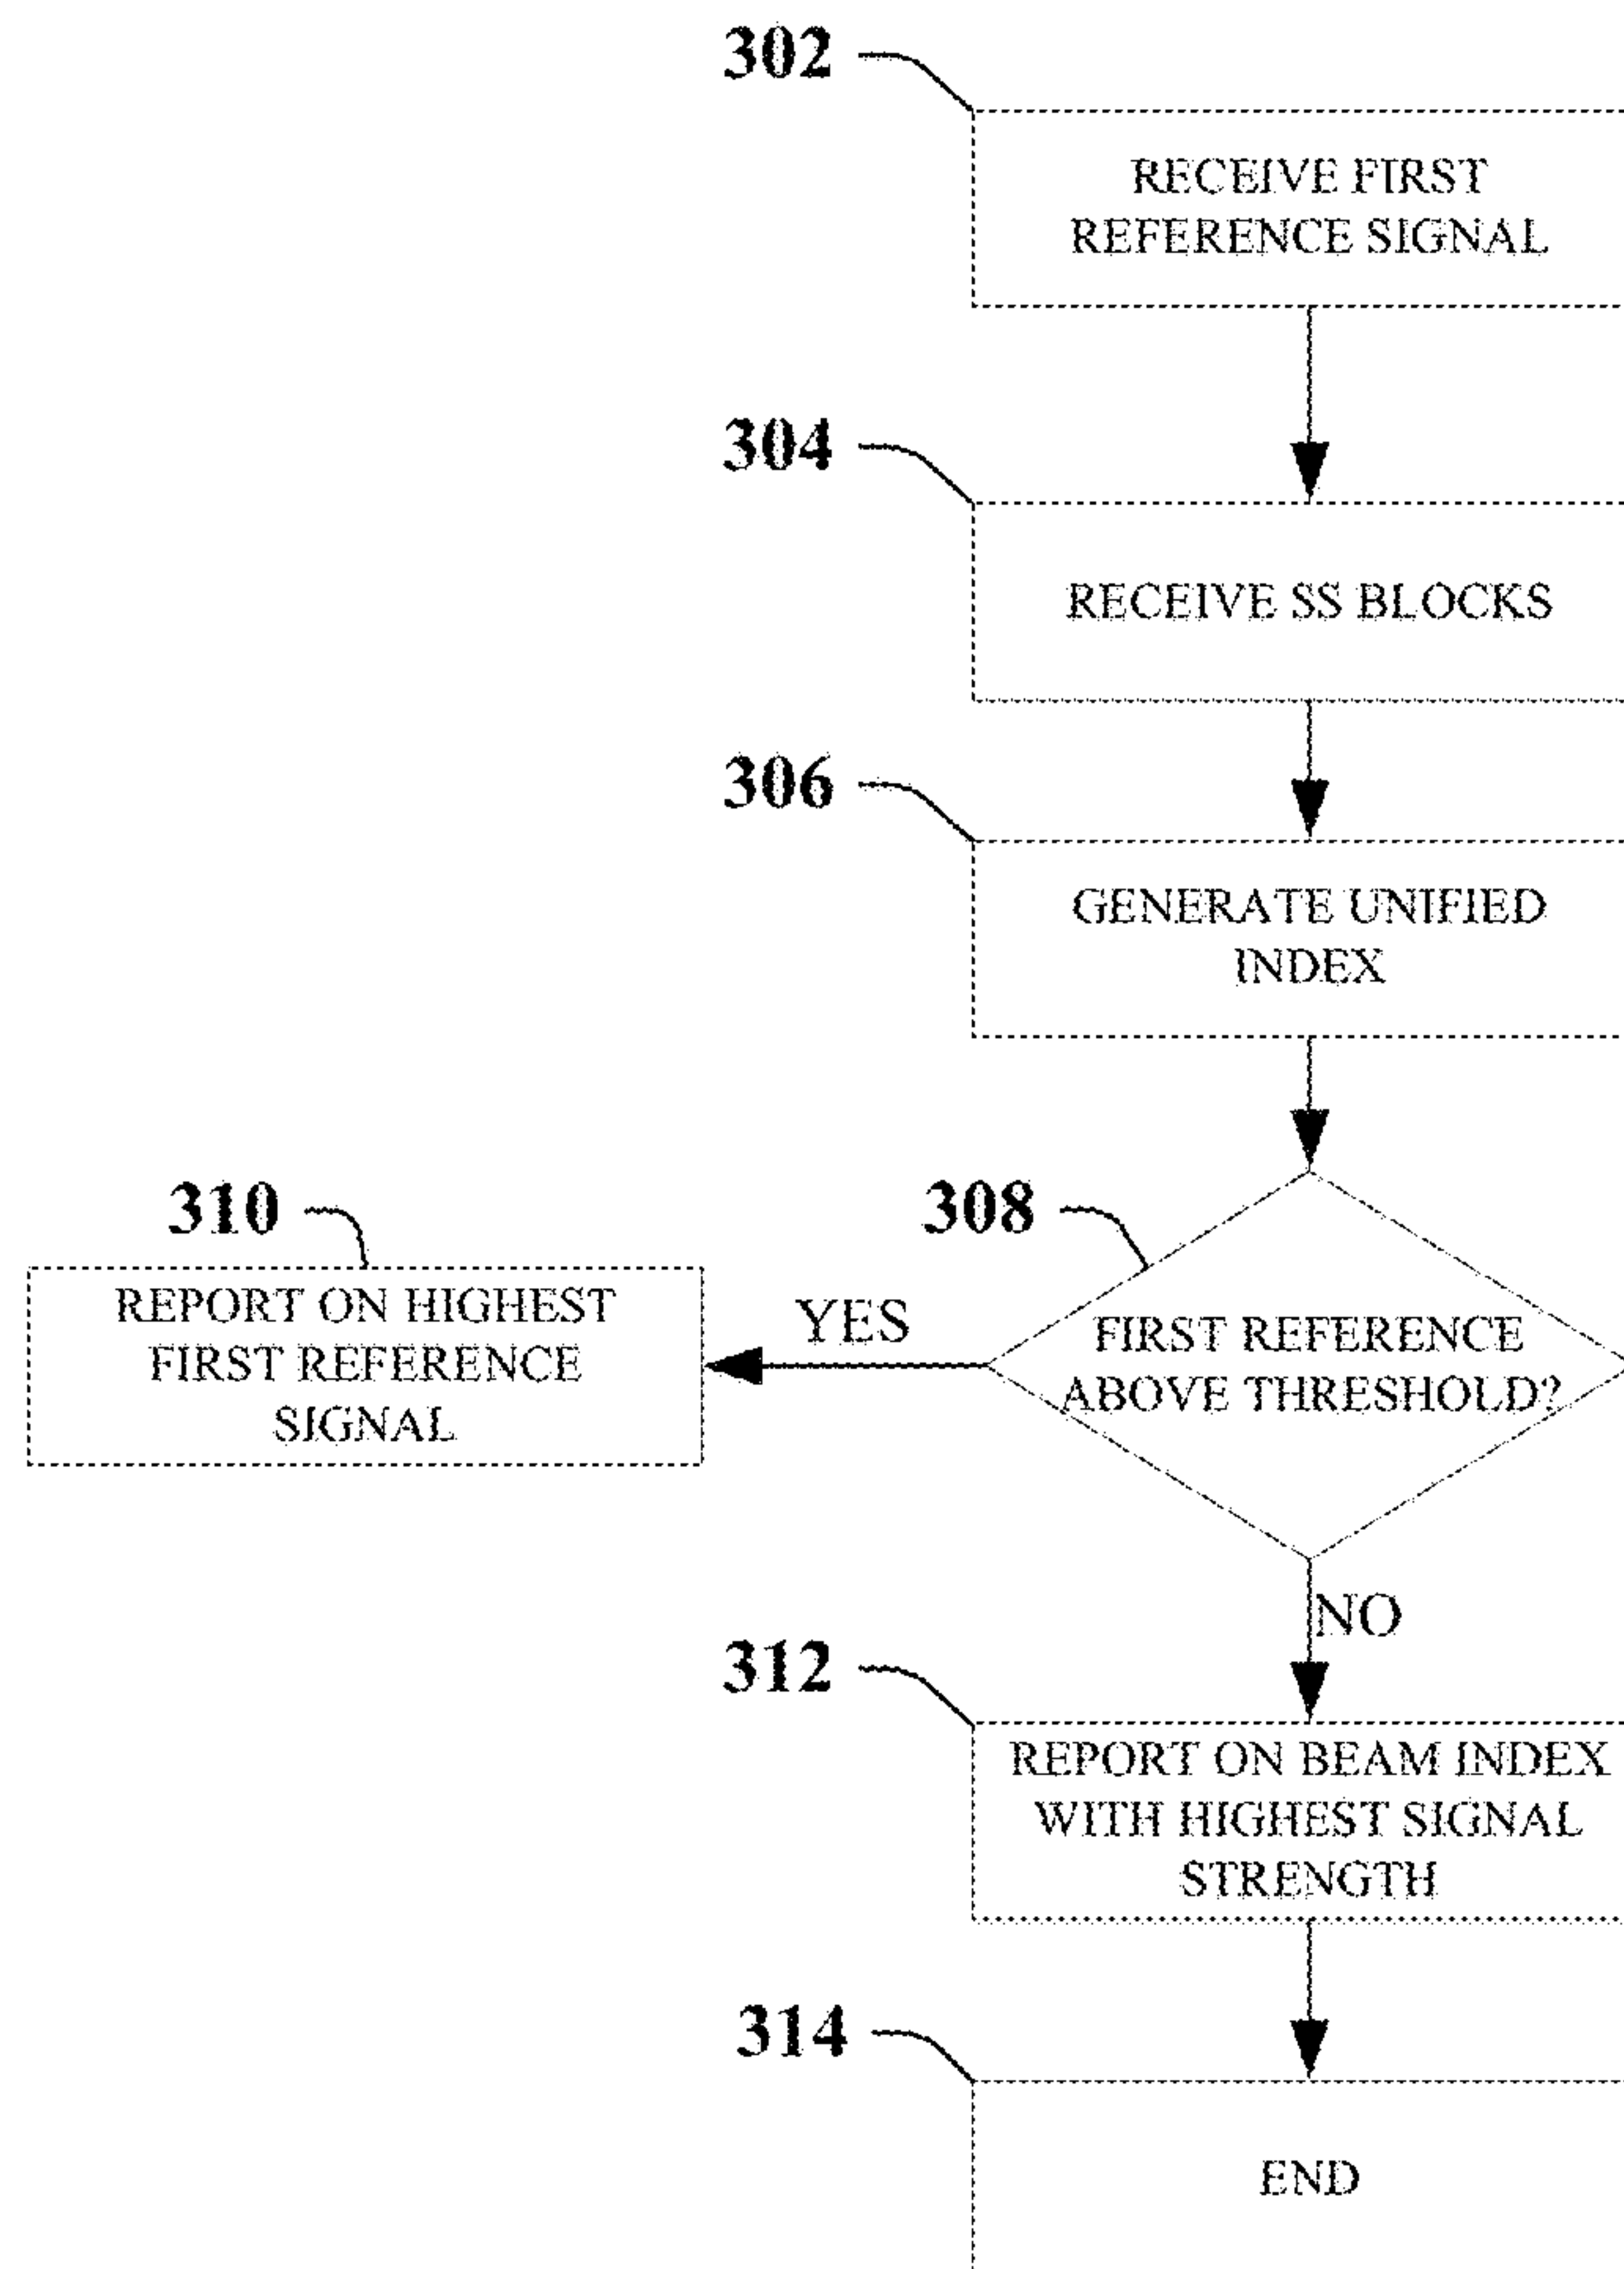 302
RECEIVE FIRST
REFERENCE SIGNAL
304
RECEIVE SS BLOCKS
306
GENERATE UNIFIED
INDEX
310
308
REPORT ON HIGHEST
FIRST REFERENCE
SIGNAL
YES
FIRST REFERENCE
ABOVE THRESHOLD?
NO
312
REPORT ON BEAM INDEX
WITH HIGHEST SIGNAL
STRENGTH
314
END